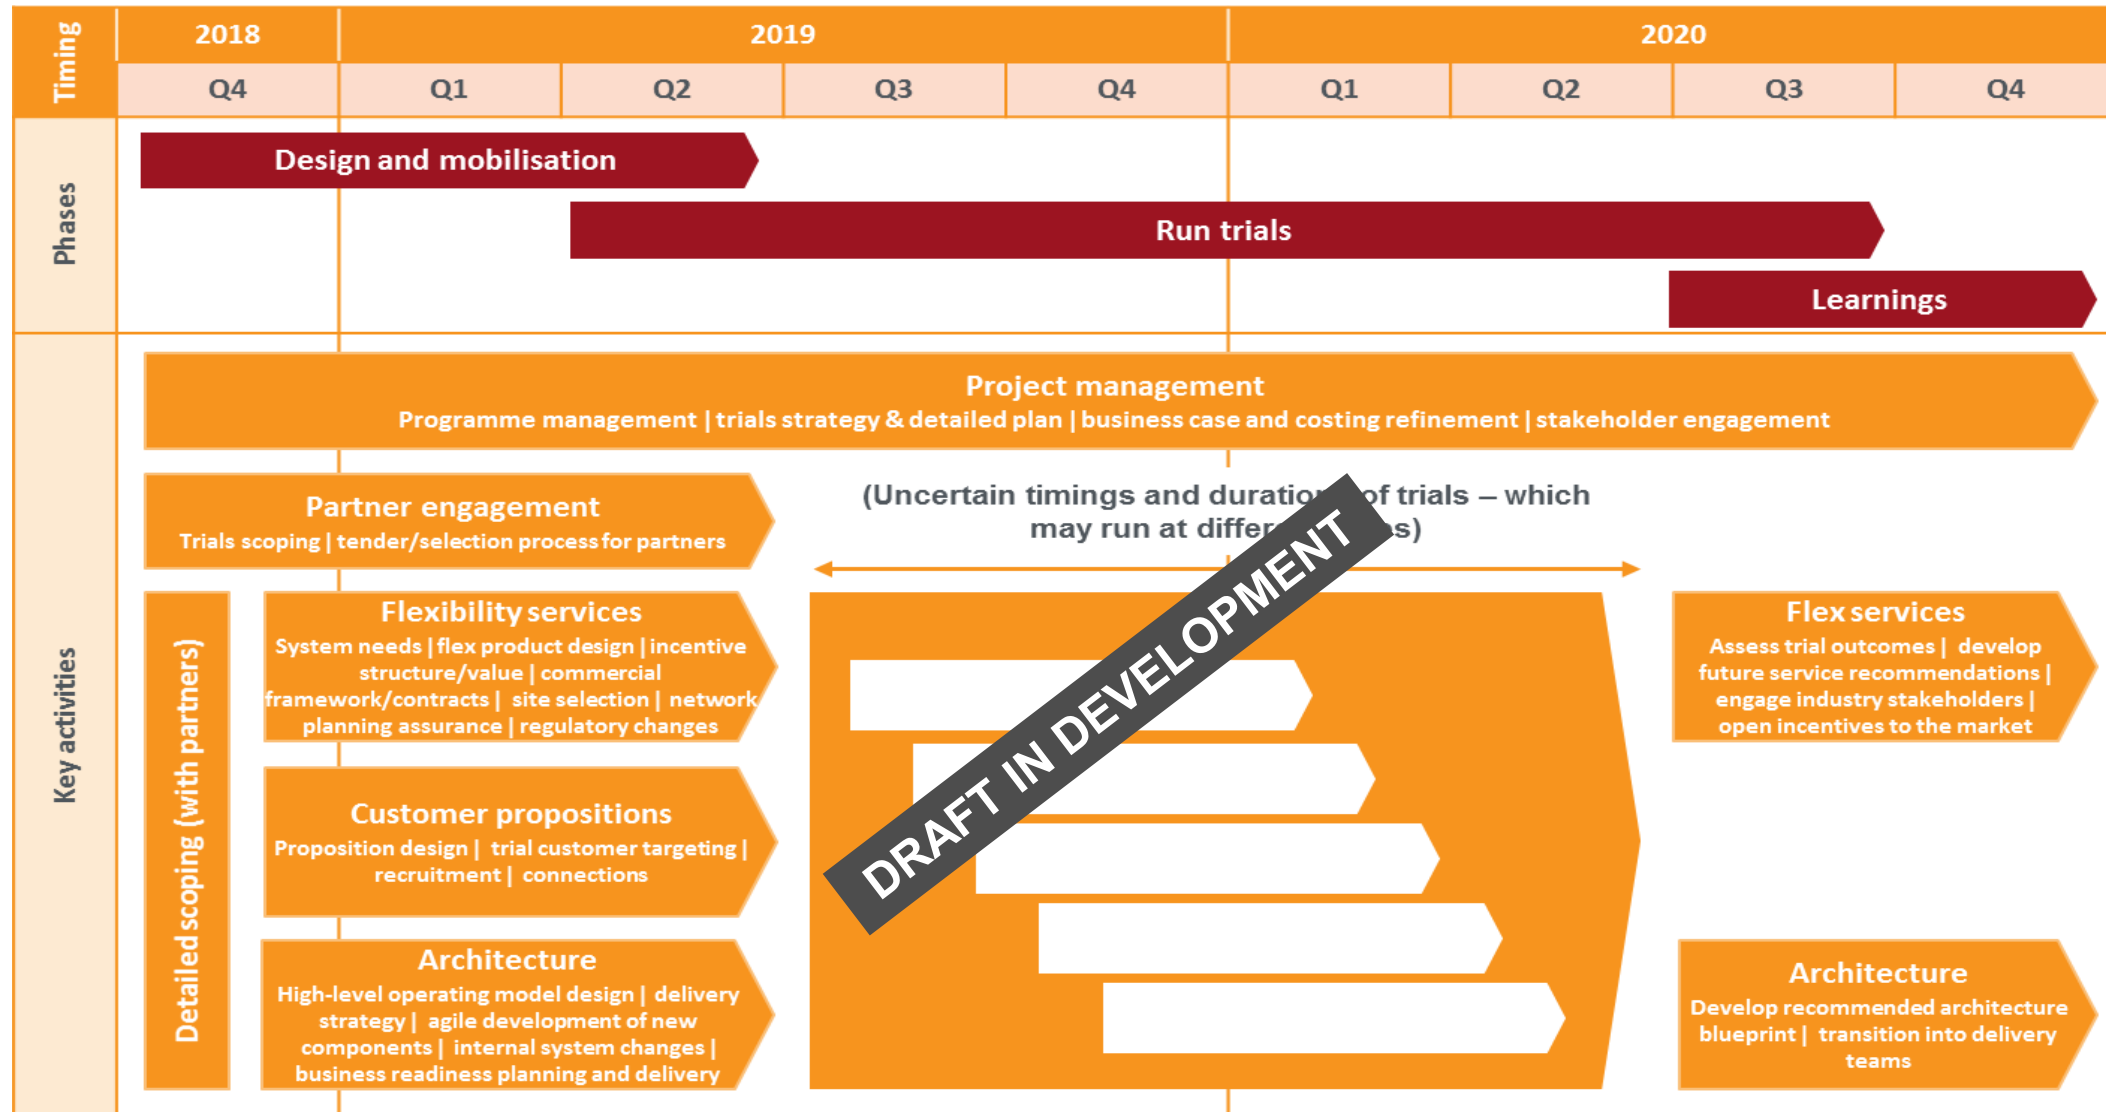 Timing
2018
2019
2020
Q4
Q1
Q2
Q3
Q4
Q1
Q2
Q3
Q4
Phases
Design and mobilisation
Run trials
Learnings
Key activities
Project management
Programme management | trials strategy & detailed plan | business case and costing refinement | stakeholder engagement
Partner engagement
Trials scoping | tender/selection process for partners
(Uncertain timings and of trials – which
may run at
DRAFT IN DEVELOPMENT
Detailed scoping (with partners)
Flexibility services
System needs | flex product design | incentive
structure/value | commercial
framework/contracts | site selection | network
planning assurance | regulatory changes
Customer propositions
Proposition design | trial customer targeting |
recruitment | connections
Architecture
High-level operating model design | delivery
strategy | agile development of new
components | internal system changes |
business readiness planning and delivery
Flex services
Assess trial outcomes | develop
future service recommendations |
engage industry stakeholders |
open incentives to the market
Architecture
Develop recommended architecture
blueprint | transition into delivery
teams